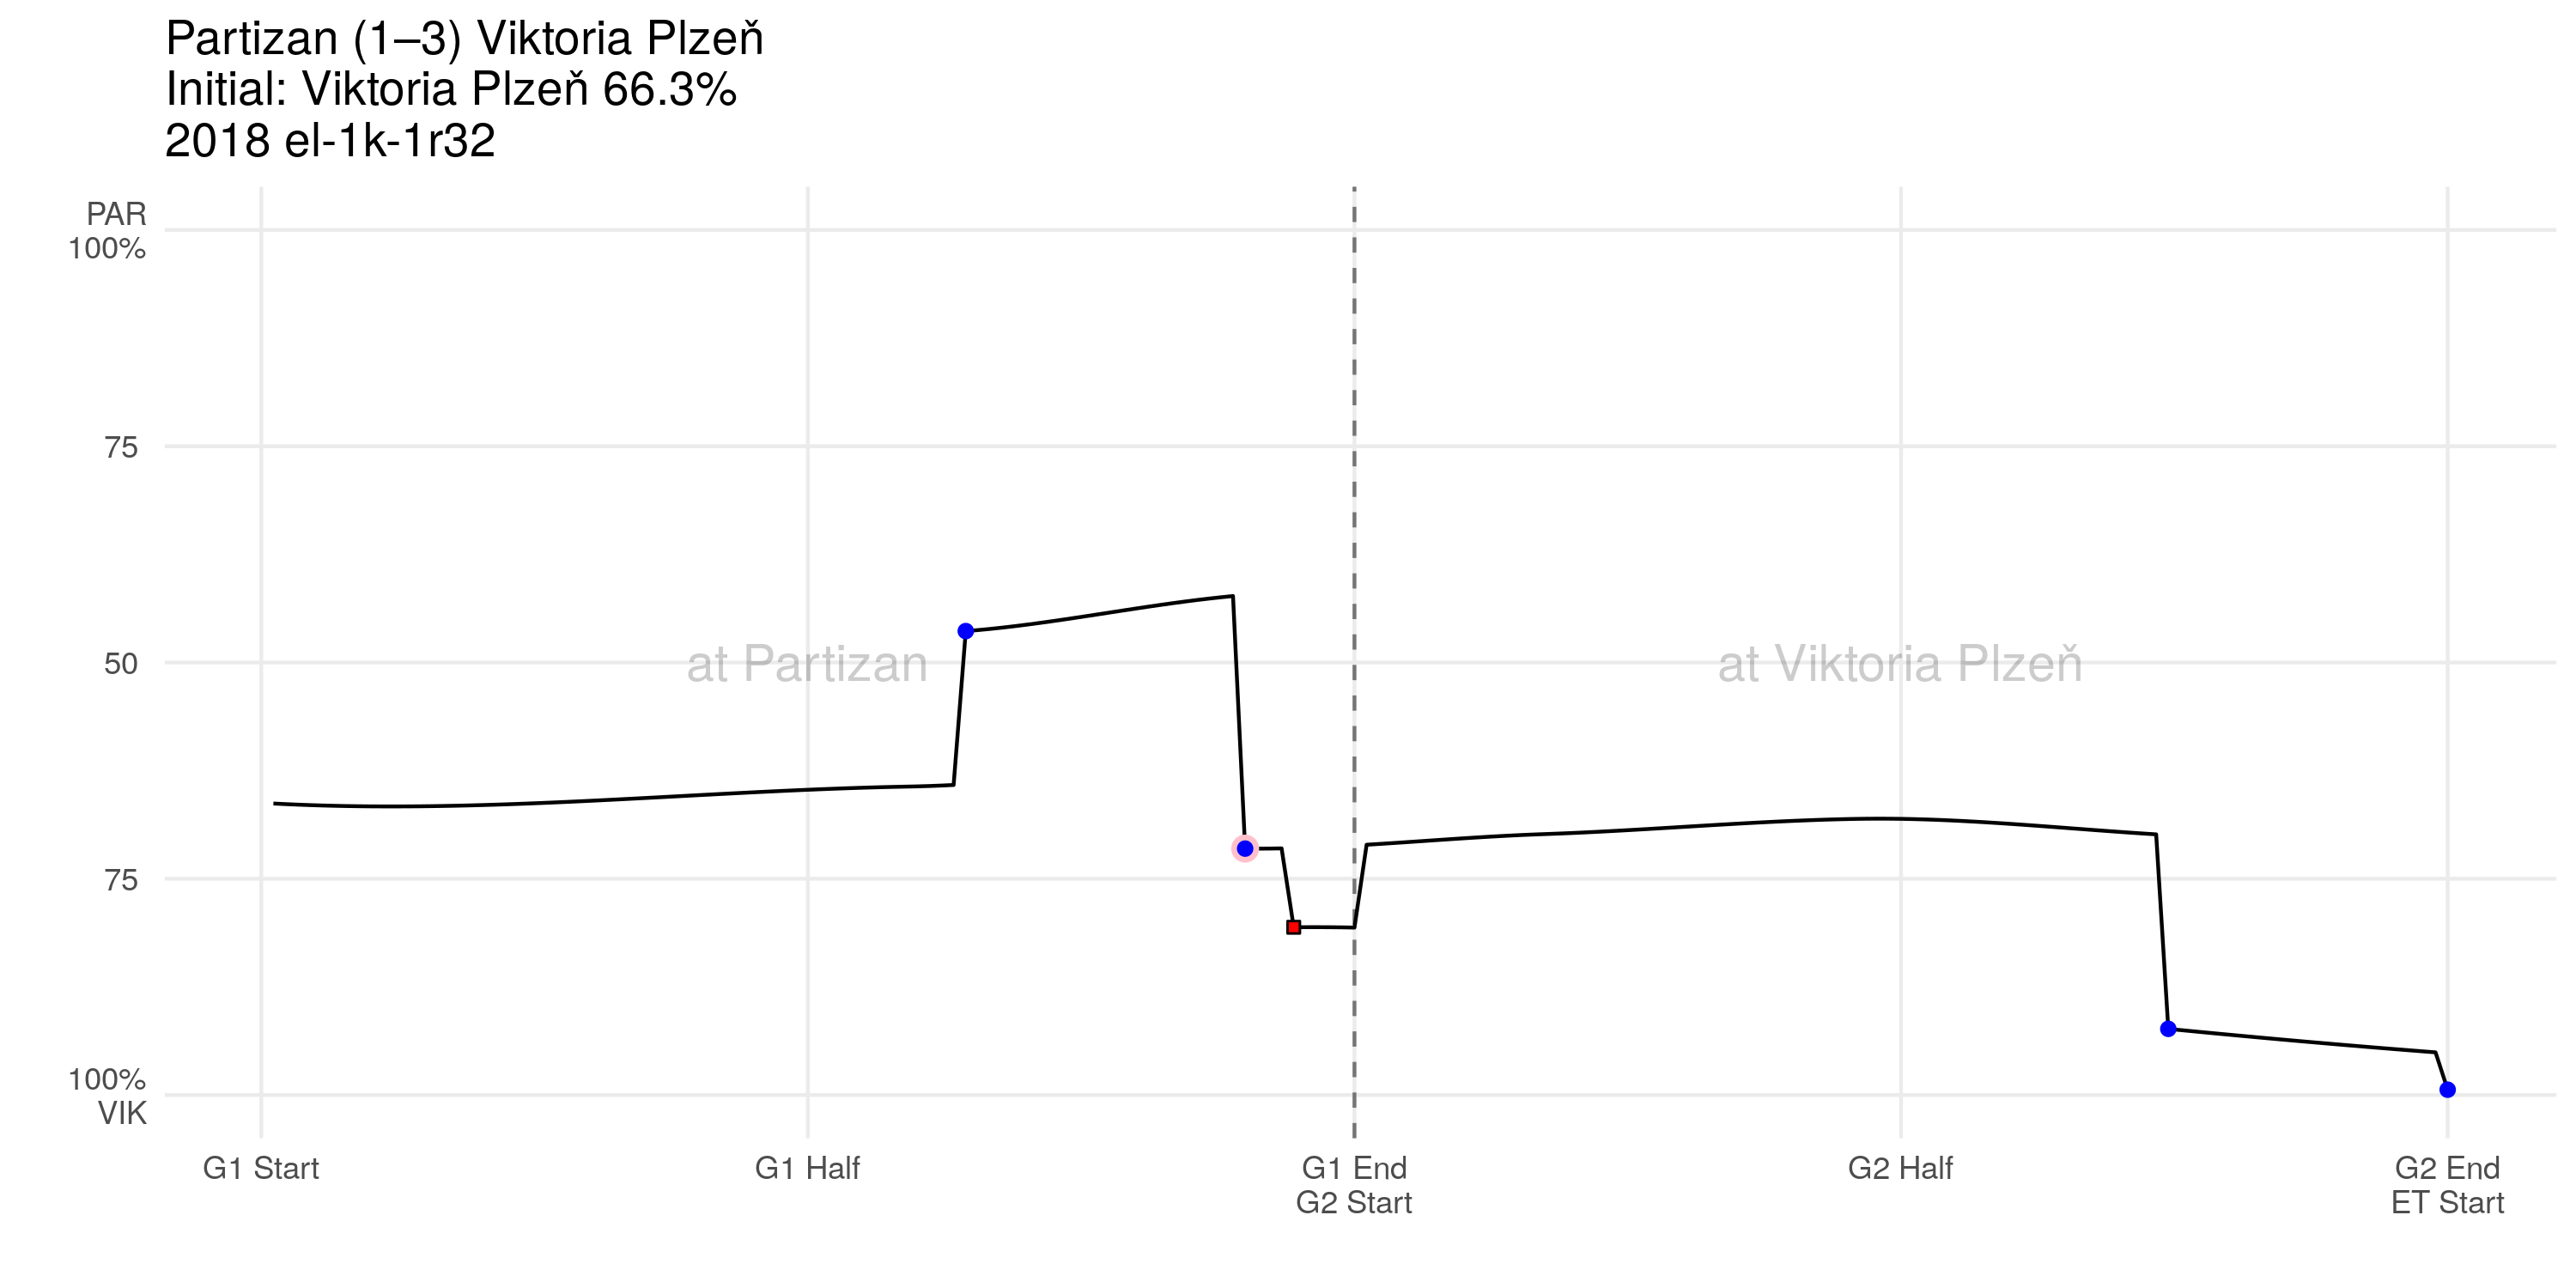 Partizan (1–3) Viktoria Plzeň
Initial: Viktoria Plzeň 66.3%
2018 el-1k-1r32
PAR
100%
75
50
75
100%
VIK
at Partizan
at Viktoria Plzeň
G1 Start
G1 Half
G1 End
G2 Start
G2 Half
G2 End
ET Start